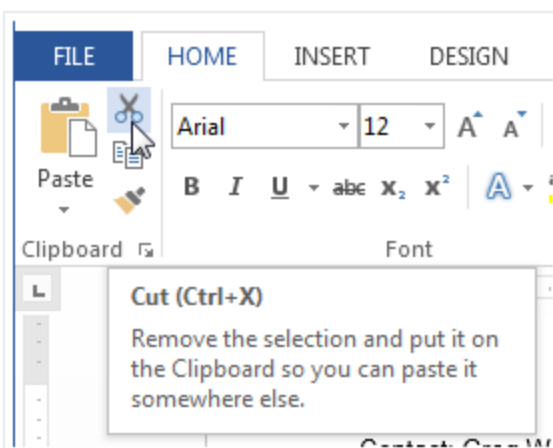 FILE HOME INSERT DESIGN
Arial 12 A A
Paste B I U abc X₂ X² A
Clipboard Font
L
Cut (Ctrl+X)
Remove the selection and put it on
the Clipboard so you can paste it
somewhere else.